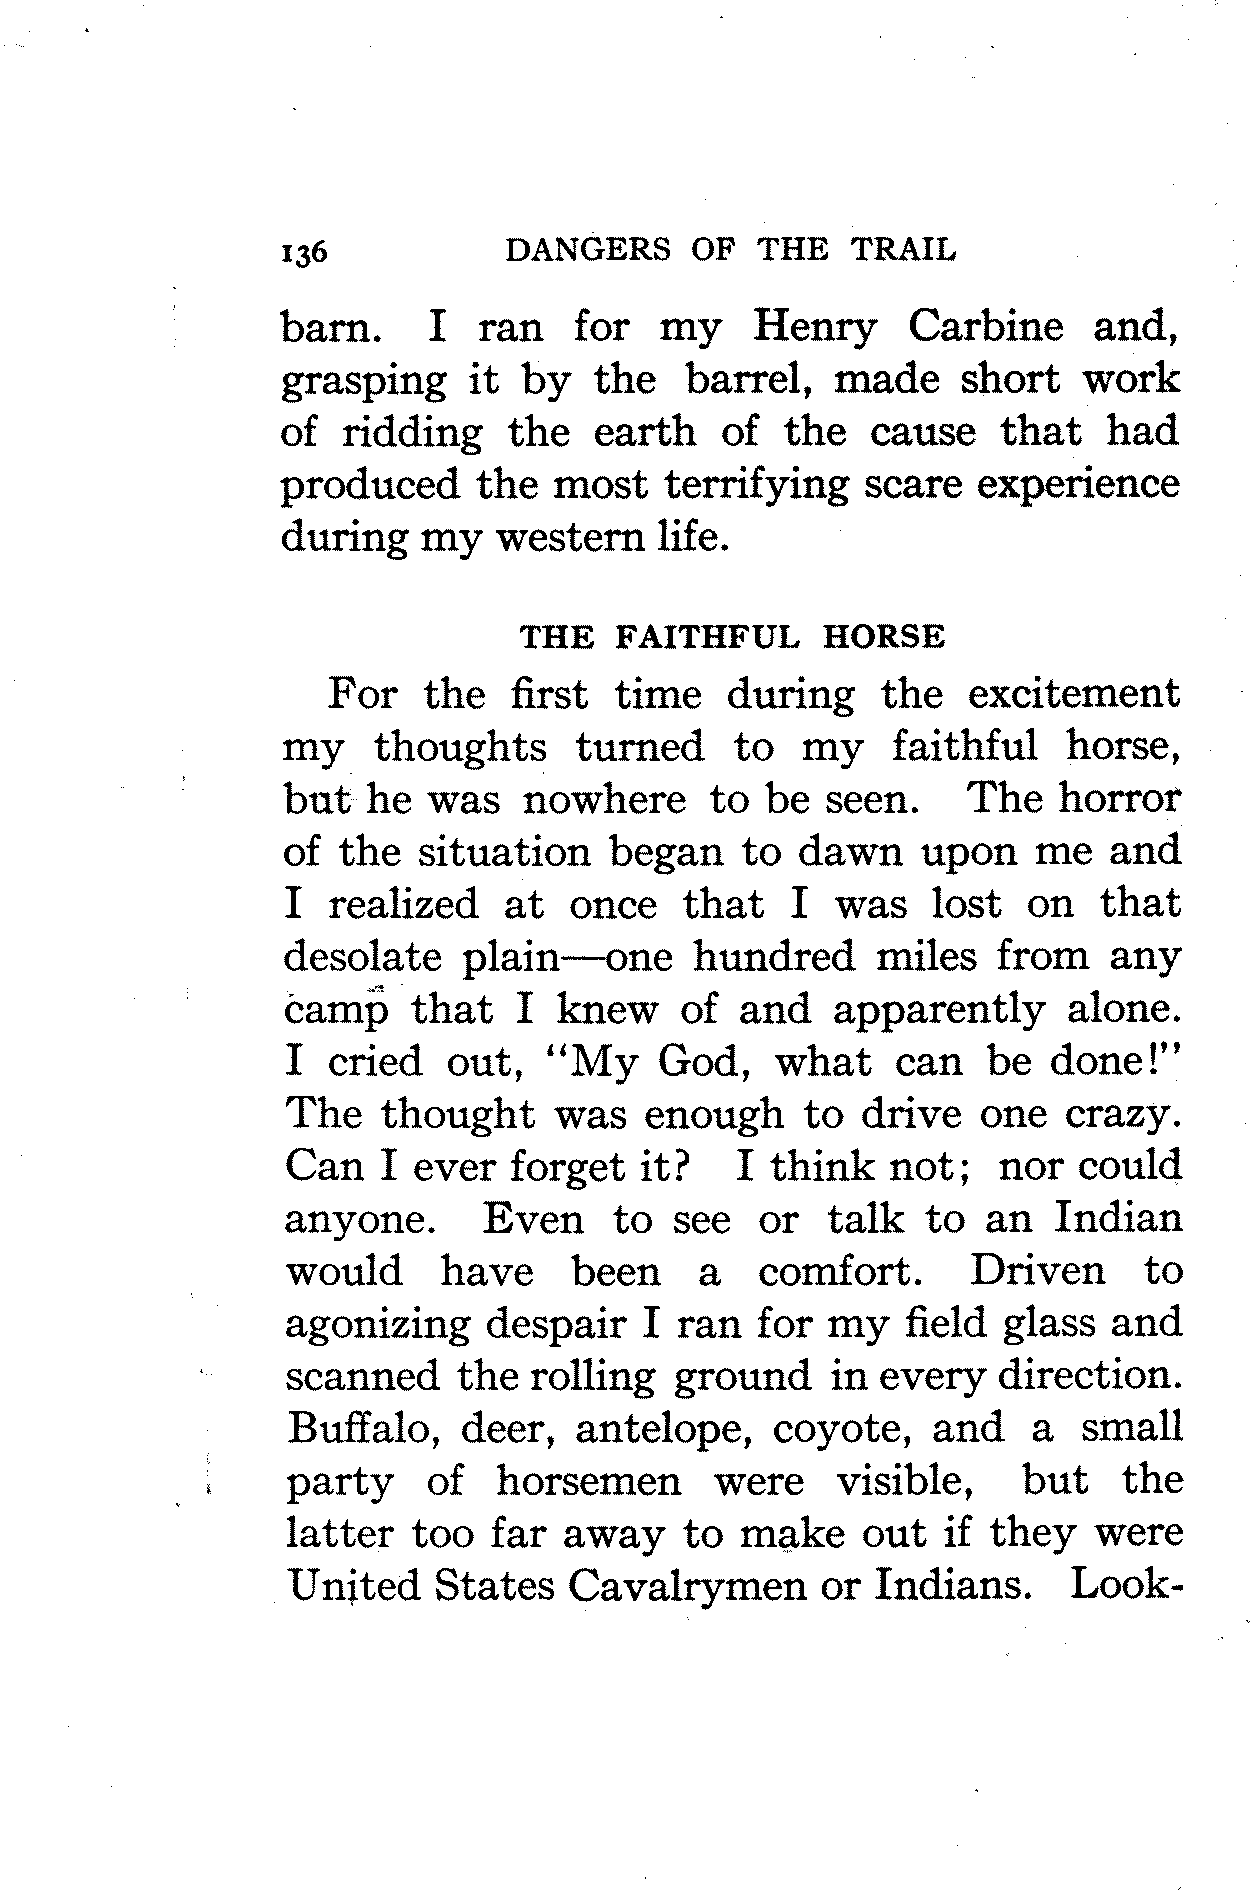 136 DANGERS OF THE TRAIL
barn. I ran for my Henry Carbine and,
grasping it by the barrel, made short work
of ridding the earth of the cause that had
produced the most terrifying scare experience
during my western life.
THE FAITHFUL HORSE
For the first time during the excitement
my thoughts turned to my faithful horse,
but he was nowhere to be seen. The horror
of the situation began to dawn upon me and
I realized at once that I was lost on that
desolate plain—one hundred miles from any
camp that I knew of and apparently alone.
I cried out, “My God, what can be done!”
The thought was enough to drive one crazy.
Can I ever forget it? I think not; nor could
anyone. Even to see or talk to an Indian
would have been a comfort. Driven to
agonizing despair I ran for my field glass and
scanned the rolling ground in every direction.
Buffalo, deer, antelope, coyote, and a small
party of horsemen were visible, but the
latter too far away to make out if they were
United States Cavalrymen or Indians. Look-